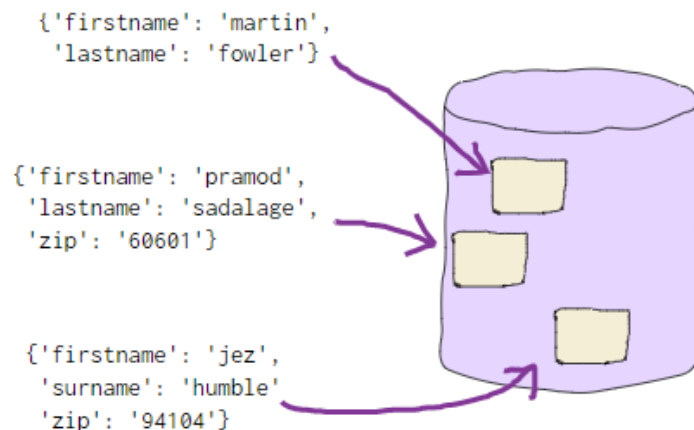 {'firstname': 'martin',
'lastname': 'fowler'}
{'firstname': 'pramod',
'lastname': 'sadalage',
'zip': '60601'}
{'firstname': 'jez',
'surname': 'humble'
'zip': '94104'}